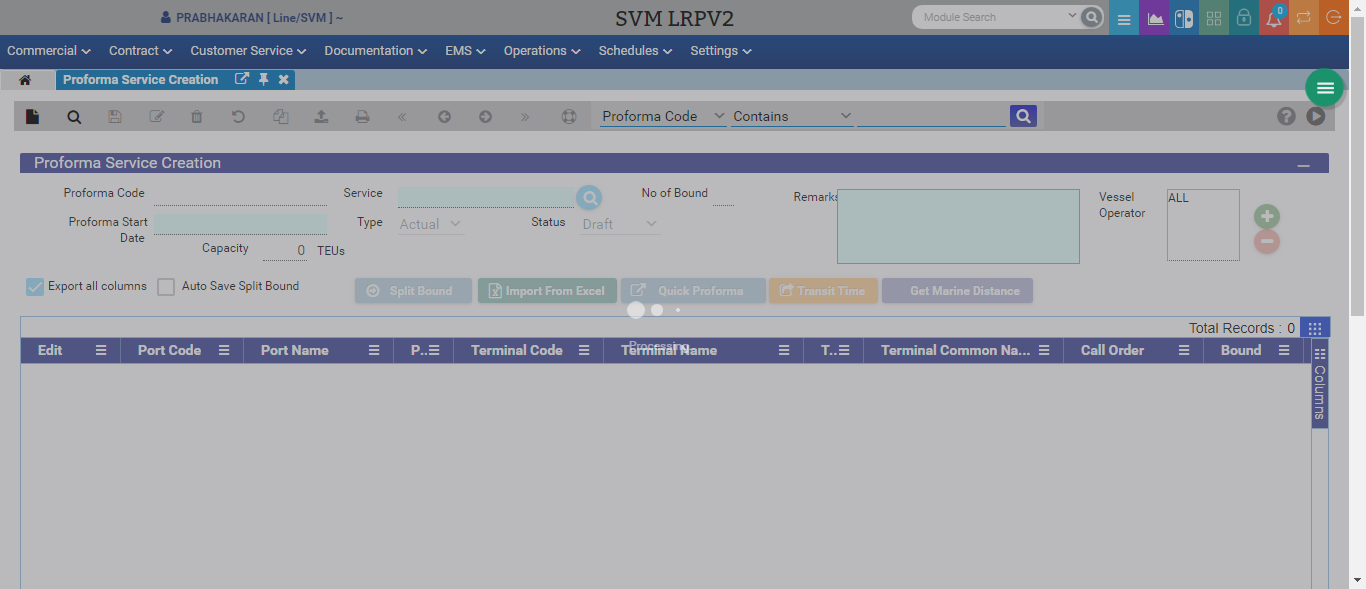 PRABHAKARAN [ Line/SVM ] ~
SVM LRPV2
Module Search
0
Commercial Contract Customer Service Documentation EMS Operations Schedules Settings
Proforma Service Creation
Proforma Code Contains
Proforma Service Creation
Proforma Code Service No of Bound Remarks Vessel Operator ALL
Proforma Start Date Type Actual Status Draft
Capacity 0 TEUs
Export all columns Auto Save Split Bound Split Bound Import From Excel Quick Proforma Transit Time Get Marine Distance
Processing
Total Records : 0
Edit Port Code Port Name P.. Terminal Code Terminal Name T.. Terminal Common Na... Call Order Bound
Columns